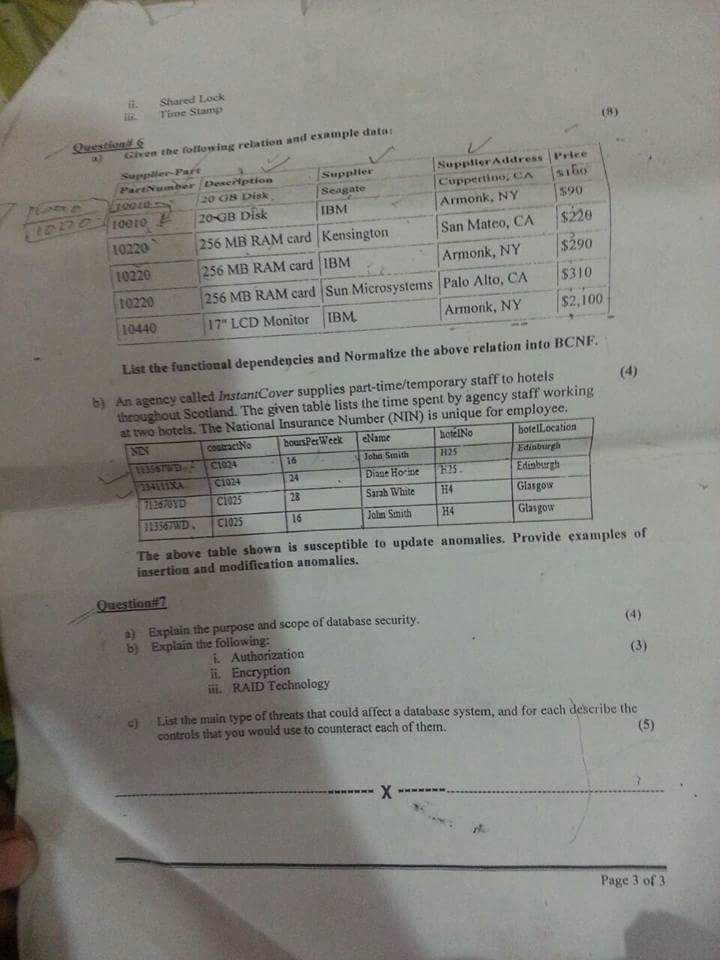 ii. Shared Lock
iii. Time Stamp
(8)
Question# 6
a) Given the following relation and example data:
Supplier-Part
PartNumber Description Supplier SupplierAddress Price
10010 20 GB Disk Seagate Cuppertino, CA $100
10010 20-GB Disk IBM Armonk, NY $90
10220 256 MB RAM card Kensington San Mateo, CA $220
10220 256 MB RAM card IBM Armonk, NY $290
10220 256 MB RAM card Sun Microsystems Palo Alto, CA $310
10440 17" LCD Monitor IBM Armonk, NY $2,100
10220
List the functional dependencies and Normalize the above relation into BCNF.
(4)
b) An agency called InstantCover supplies part-time/temporary staff to hotels
throughout Scotland. The given table lists the time spent by agency staff working
at two hotels. The National Insurance Number (NIN) is unique for employee.
NIN contractNo hoursPerWeek eName hotelNo hotelLocation
113567WD C1024 16 John Smith H25 Edinburgh
234111XA C1024 24 Diane Hocine H25 Edinburgh
712670YD C1025 28 Sarah White H4 Glasgow
113567WD C1025 16 John Smith H4 Glasgow
The above table shown is susceptible to update anomalies. Provide examples of
insertion and modification anomalies.
Question#7
a) Explain the purpose and scope of database security.
(4)
b) Explain the following:
(3)
i. Authorization
ii. Encryption
iii. RAID Technology
c) List the main type of threats that could affect a database system, and for each describe the
controls that you would use to counteract each of them.
(5)
X
Page 3 of 3